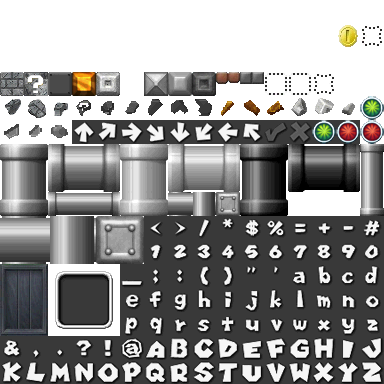 ?
< > / * $ % = + - #
1 2 3 4 5 6 7 8 9 0
_ ; : ( ) " ' a b c d
e f g h i j k l m n o
p q r s t u v w x y z
& , . ? ! @ A B C D E F G H I J
K L M N O P Q R S T U V W X Y Z